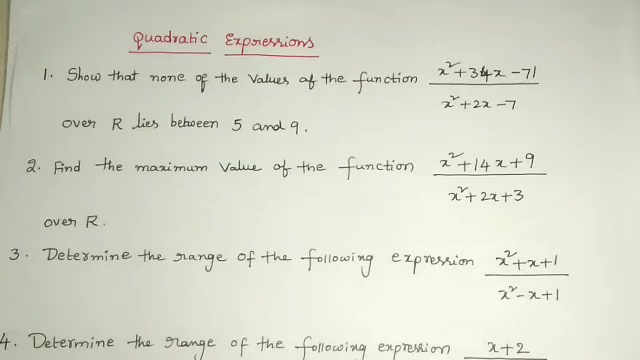 Quadratic Expressions
1. Show that none of the Values of the function x²+34x-71 / x²+2x-7
over R lies between 5 and 9.
2. Find the maximum Value of the function x²+14x+9 / x²+2x+3
over R.
3. Determine the range of the following expression x²+x+1 / x²-x+1
4. Determine the range of the following expression x+2